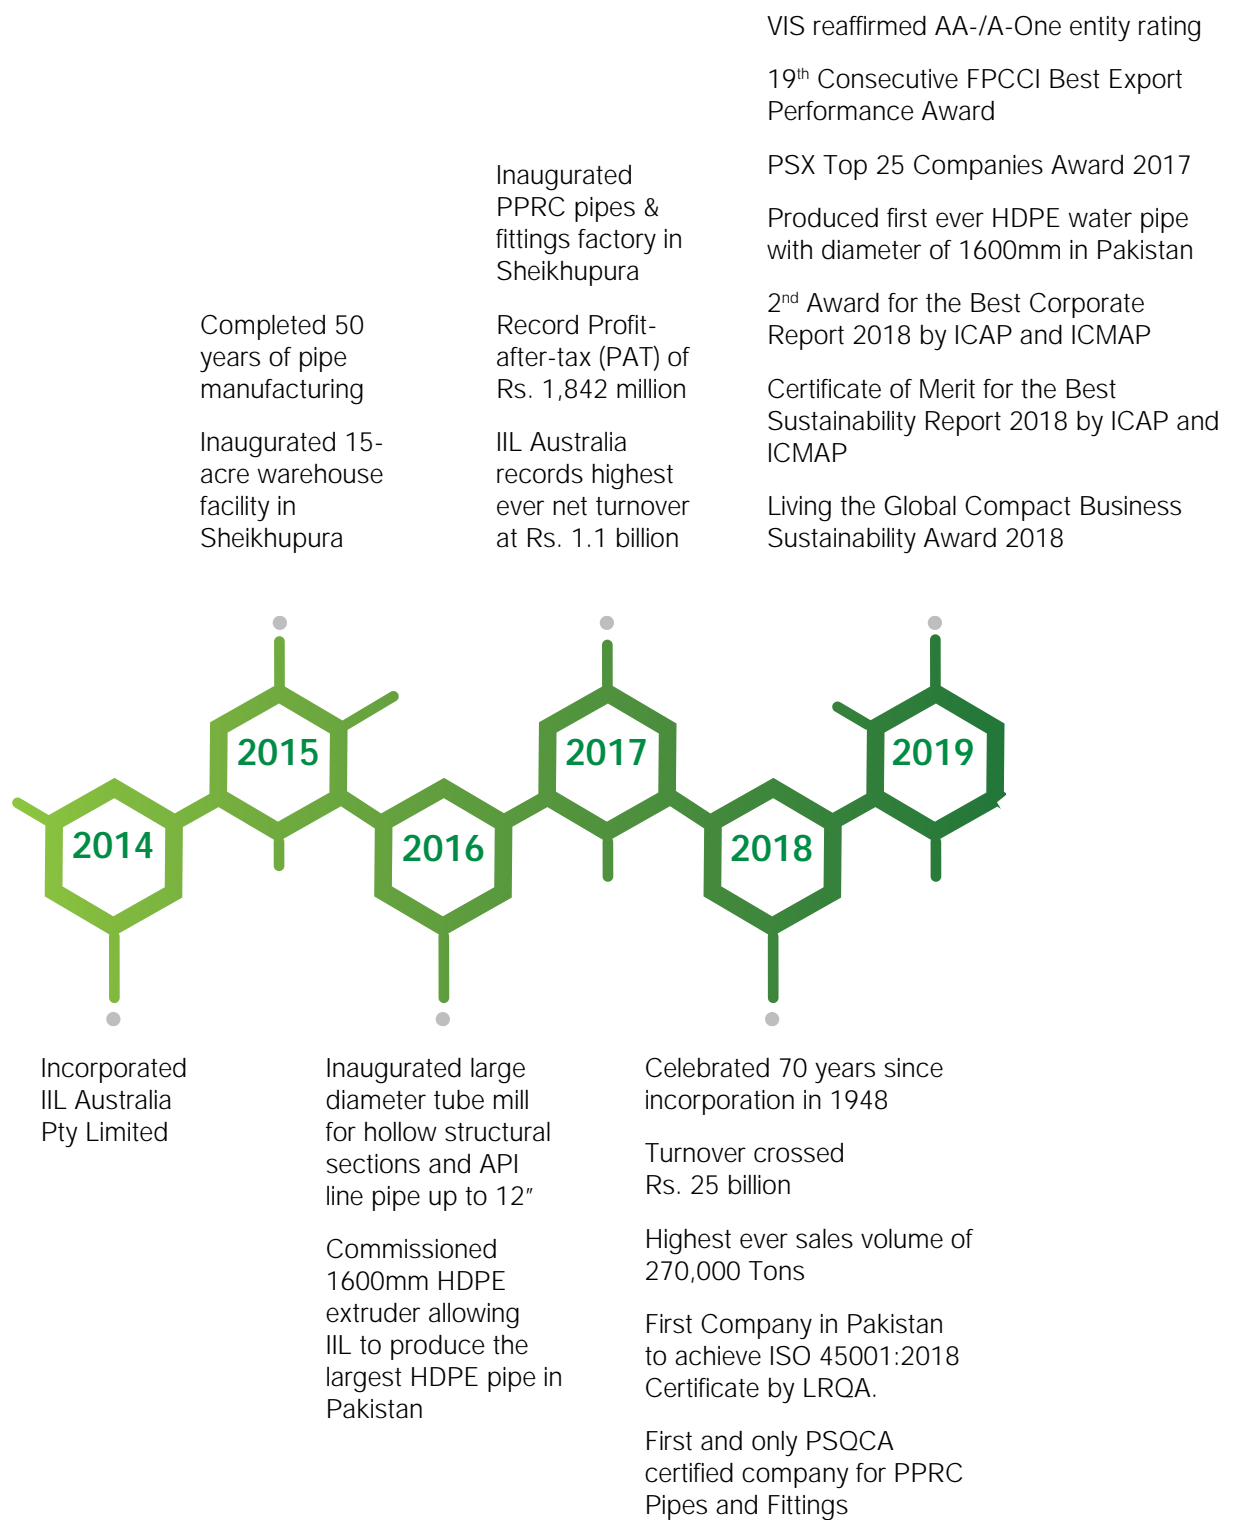 VIS reaffirmed AA-/A-One entity rating
19th Consecutive FPCCI Best Export
Performance Award
PSX Top 25 Companies Award 2017
Produced first ever HDPE water pipe
with diameter of 1600mm in Pakistan
2nd Award for the Best Corporate
Report 2018 by ICAP and ICMAP
Certificate of Merit for the Best
Sustainability Report 2018 by ICAP and
ICMAP
Living the Global Compact Business
Sustainability Award 2018
Inaugurated
PPRC pipes &
fittings factory in
Sheikhupura
Record Profit-
after-tax (PAT) of
Rs. 1,842 million
IIL Australia
records highest
ever net turnover
at Rs. 1.1 billion
Completed 50
years of pipe
manufacturing
Inaugurated 15-
acre warehouse
facility in
Sheikhupura
2015
2017
2019
2014
2016
2018
Incorporated
IIL Australia
Pty Limited
Inaugurated large
diameter tube mill
for hollow structural
sections and API
line pipe up to 12"
Commissioned
1600mm HDPE
extruder allowing
IIL to produce the
largest HDPE pipe in
Pakistan
Celebrated 70 years since
incorporation in 1948
Turnover crossed
Rs. 25 billion
Highest ever sales volume of
270,000 Tons
First Company in Pakistan
to achieve ISO 45001:2018
Certificate by LRQA.
First and only PSQCA
certified company for PPRC
Pipes and Fittings